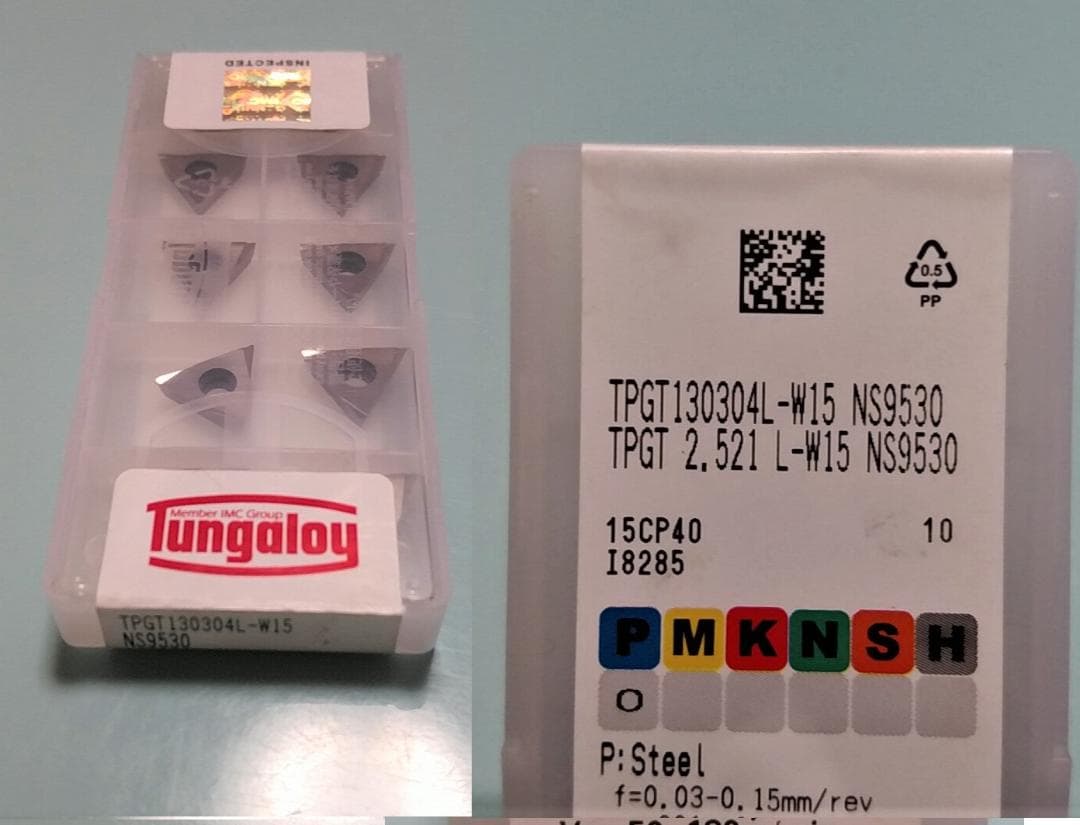 INSPECTED
Member IMC Group
Tungaloy
TPGT130304L-W15
NS9530
0.5
PP
TPGT130304L-W15 NS9530
TPGT 2.521 L-W15 NS9530
15CP40 10
I8285
P M K N S H
O
P:Steel
f=0.03-0.15mm/rev